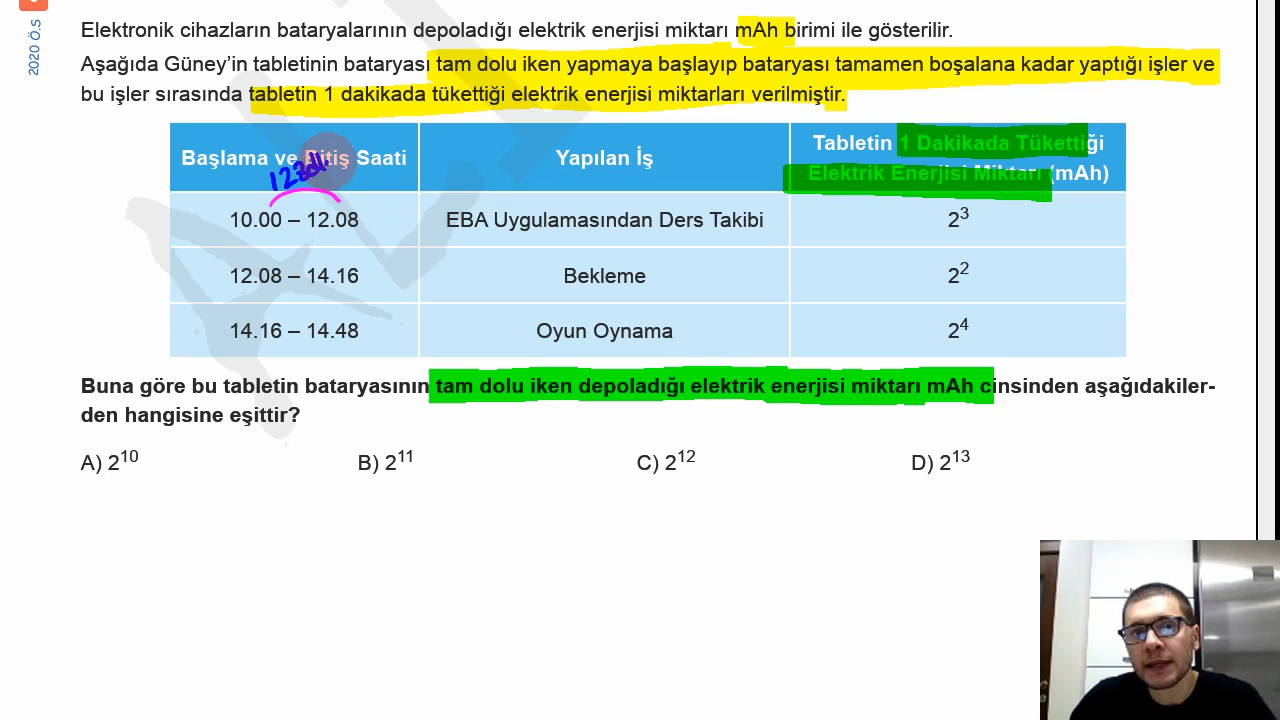 2020 Ö.S
Elektronik cihazların bataryalarının depoladığı elektrik enerjisi miktarı mAh birimi ile gösterilir.
Aşağıda Güney’in tabletinin bataryası tam dolu iken yapmaya başlayıp bataryası tamamen boşalana kadar yaptığı işler ve
bu işler sırasında tabletin 1 dakikada tükettiği elektrik enerjisi miktarları verilmiştir.
Başlama ve Bitiş Saati
Yapılan İş
Tabletin 1 Dakikada Tükettiği
Elektrik Enerjisi Miktarı (mAh)
10.00 – 12.08
EBA Uygulamasından Ders Takibi
2³
12.08 – 14.16
Bekleme
2²
14.16 – 14.48
Oyun Oynama
2⁴
Buna göre bu tabletin bataryasının tam dolu iken depoladığı elektrik enerjisi miktarı mAh cinsinden aşağıdakiler-
den hangisine eşittir?
A) 2¹⁰ B) 2¹¹ C) 2¹² D) 2¹³